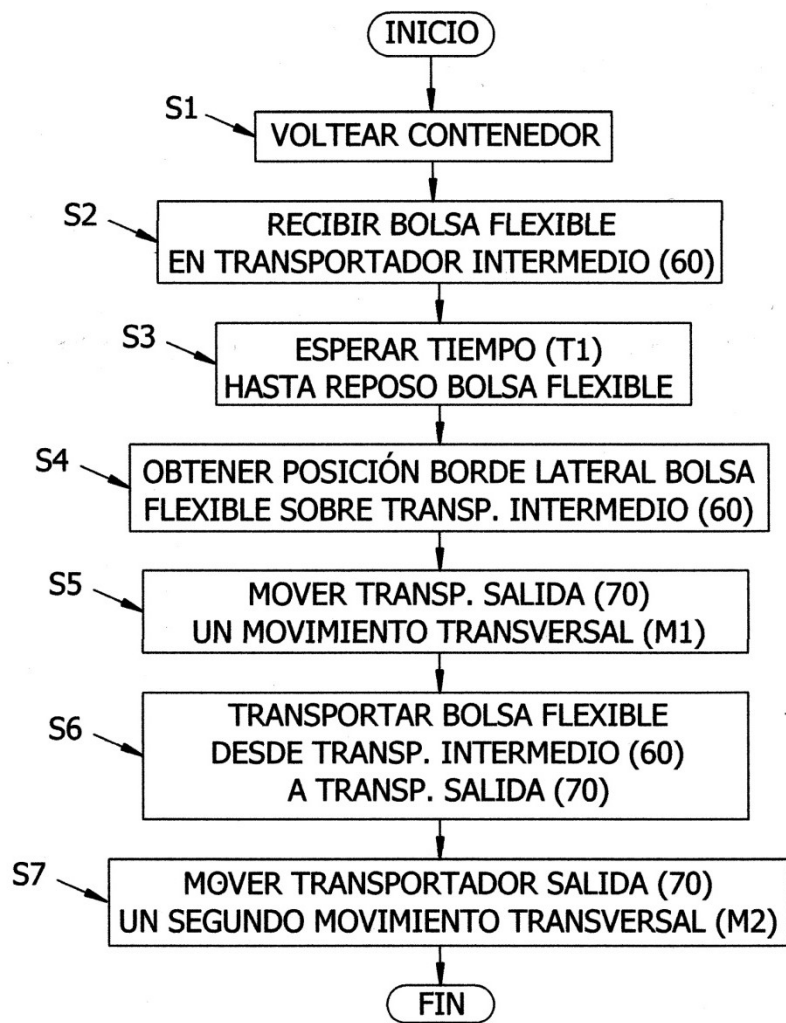 INICIO
S1
VOLTEAR CONTENEDOR
S2
RECIBIR BOLSA FLEXIBLE
EN TRANSPORTADOR INTERMEDIO (60)
S3
ESPERAR TIEMPO (T1)
HASTA REPOSO BOLSA FLEXIBLE
S4
OBTENER POSICIÓN BORDE LATERAL BOLSA
FLEXIBLE SOBRE TRANSP. INTERMEDIO (60)
S5
MOVER TRANSP. SALIDA (70)
UN MOVIMIENTO TRANSVERSAL (M1)
S6
TRANSPORTAR BOLSA FLEXIBLE
DESDE TRANSP. INTERMEDIO (60)
A TRANSP. SALIDA (70)
S7
MOVER TRANSPORTADOR SALIDA (70)
UN SEGUNDO MOVIMIENTO TRANSVERSAL (M2)
FIN